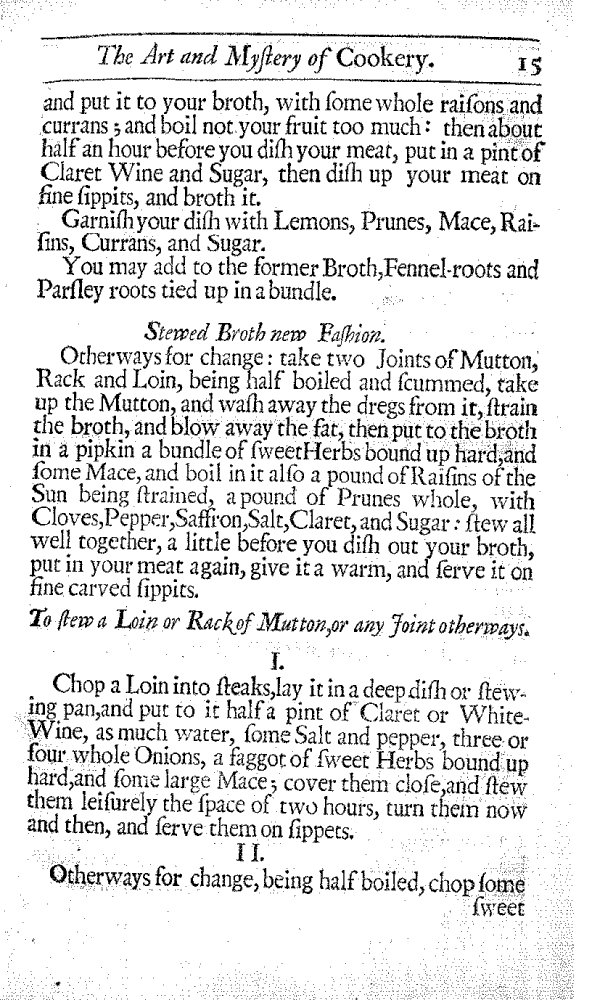 The Art and Myſtery of Cookery. 15
and put it to your broth, with ſome whole raiſons and
currans; and boil not your fruit too much: then about
half an hour before you diſh your meat, put in a pint of
Claret Wine and Sugar, then diſh up your meat on
fine ſippits, and broth it.
Garniſh your diſh with Lemons, Prunes, Mace, Rai-
ſins, Currans, and Sugar.
You may add to the former Broth, Fennel-roots and
Parſley roots tied up in a bundle.
Stewed Broth new Faſhion.
Otherways for change: take two Joints of Mutton,
Rack and Loin, being half boiled and ſcummed, take
up the Mutton, and waſh away the dregs from it, ſtrain
the broth, and blow away the fat, then put to the broth
in a pipkin a bundle of ſweet Herbs bound up hard, and
ſome Mace, and boil in it alſo a pound of Raiſins of the
Sun being ſtrained, a pound of Prunes whole, with
Cloves, Pepper, Saffron, Salt, Claret, and Sugar: ſtew all
well together, a little before you diſh out your broth,
put in your meat again, give it a warm, and ſerve it on
fine carved ſippits.
To ſtew a Loin or Rack of Mutton, or any Joint otherways.
I.
Chop a Loin into ſteaks, lay it in a deep diſh or ſtew-
ing pan, and put to it half a pint of Claret or White-
Wine, as much water, ſome Salt and pepper, three or
four whole Onions, a faggot of ſweet Herbs bound up
hard, and ſome large Mace; cover them cloſe, and ſtew
them leiſurely the ſpace of two hours, turn them now
and then, and ſerve them on ſippets.
II.
Otherways for change, being half boiled, chop ſome
ſweet